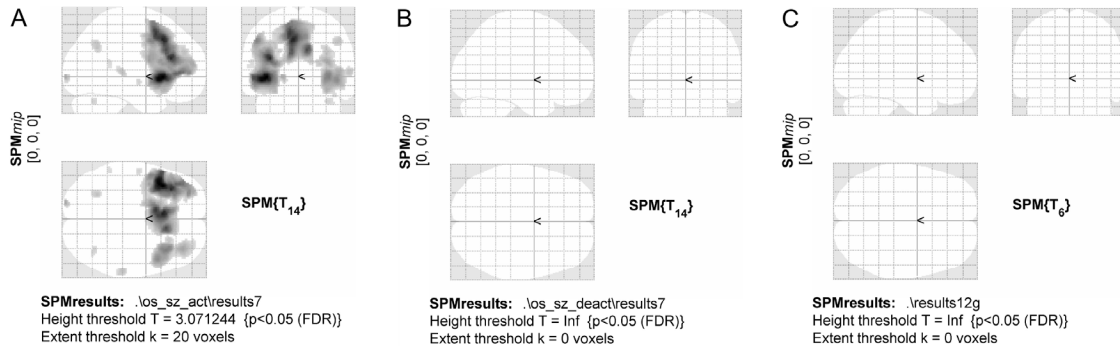 A
<
<
SPMmip
[0, 0, 0]
<
SPM{T14}
SPMresults: .\os_sz_act\results7
Height threshold T = 3.071244 {p<0.05 (FDR)}
Extent threshold k = 20 voxels
B
<
<
SPMmip
[0, 0, 0]
<
SPM{T14}
SPMresults: .\os_sz_deact\results7
Height threshold T = Inf {p<0.05 (FDR)}
Extent threshold k = 0 voxels
C
<
<
SPMmip
[0, 0, 0]
<
SPM{T6}
SPMresults: .\results12g
Height threshold T = Inf {p<0.05 (FDR)}
Extent threshold k = 0 voxels